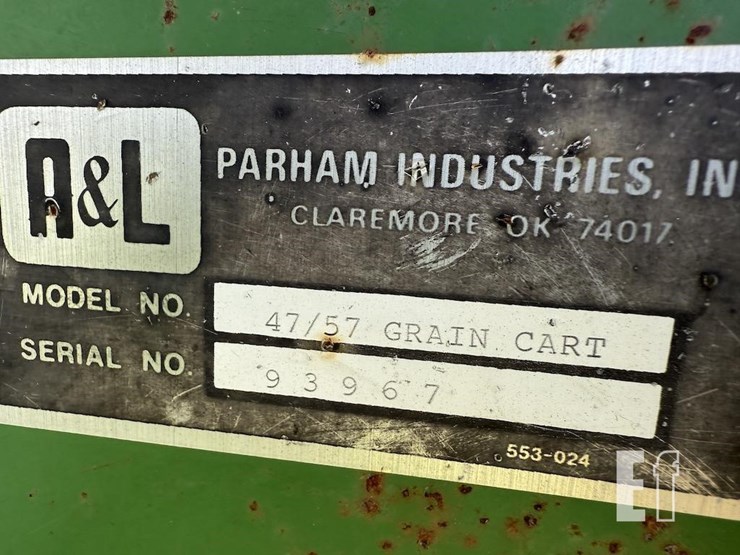 A&L
PARHAM INDUSTRIES, IN
CLAREMORE OK 74017
MODEL NO. 47/57 GRAIN CART
SERIAL NO. 93967
553-024
Ef